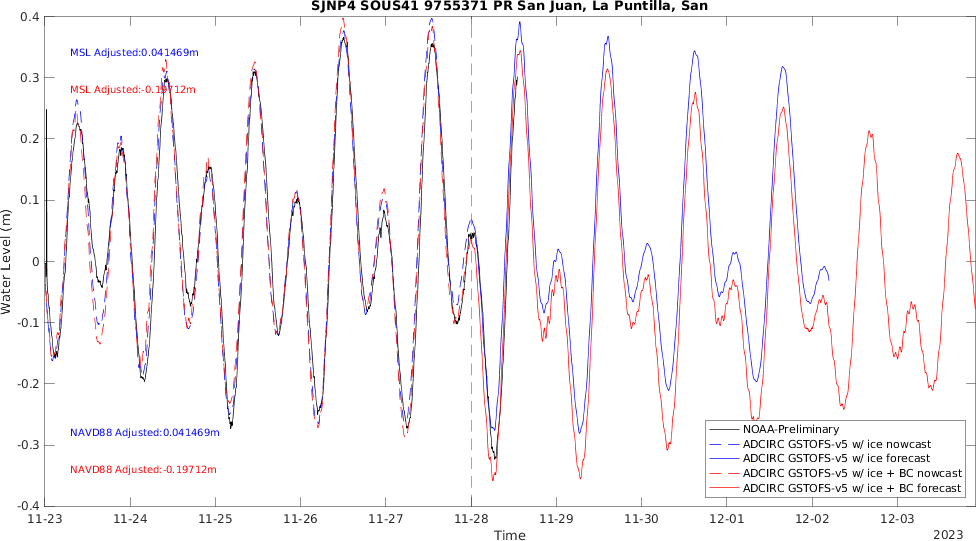 SJNP4 SOUS41 9755371 PR San Juan, La Puntilla, San
0.4
0.3
0.2
0.1
0
-0.1
-0.2
-0.3
-0.4
Water Level (m)
MSL Adjusted:0.041469m
MSL Adjusted:-0.19712m
NAVD88 Adjusted:0.041469m
NAVD88 Adjusted:-0.19712m
NOAA-Preliminary
ADCIRC GSTOFS-v5 w/ ice nowcast
ADCIRC GSTOFS-v5 w/ ice forecast
ADCIRC GSTOFS-v5 w/ ice + BC nowcast
ADCIRC GSTOFS-v5 w/ ice + BC forecast
11-23 11-24 11-25 11-26 11-27 11-28 11-29 11-30 12-01 12-02 12-03
Time
2023